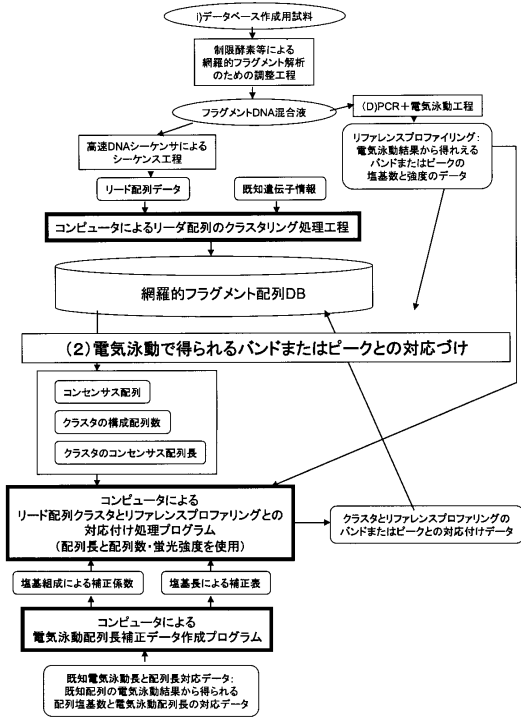 i)データベース作成用試料
制限酵素等による
網羅的フラグメント解析
のための調整工程
フラグメントDNA混合液
(D)PCR+電気泳動工程
高速DNAシーケンサによる
シーケンス工程
リファレンスプロファイリング:
電気泳動結果から得れえる
バンドまたはピークの
塩基数と強度のデータ
リード配列データ
既知遺伝子情報
コンピュータによるリーダ配列のクラスタリング処理工程
網羅的フラグメント配列DB
(2)電気泳動で得られるバンドまたはピークとの対応づけ
コンセンサス配列
クラスタの構成配列数
クラスタのコンセンサス配列長
コンピュータによる
リード配列クラスタとリファレンスプロファリングとの
対応付け処理プログラム
(配列長と配列数・蛍光強度を使用)
クラスタとリファレンスプロファリングの
バンドまたはピークとの対応付けデータ
塩基組成による補正係数
塩基長による補正表
コンピュータによる
電気泳動配列長補正データ作成プログラム
既知電気泳動長と配列長対応データ:
既知配列の電気泳動結果から得られる
配列塩基数と電気泳動配列長の対応データ